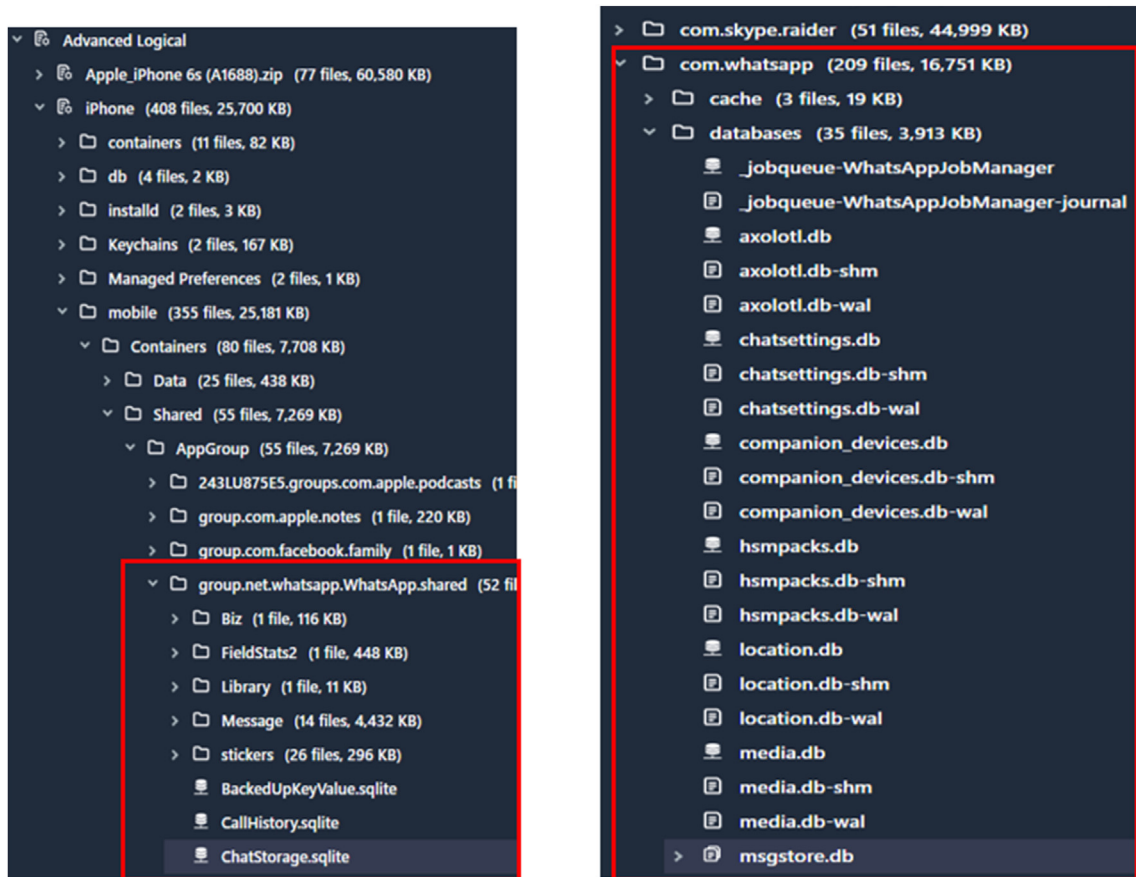 Advanced Logical
Apple_iPhone 6s (A1688).zip (77 files, 60,580 KB)
iPhone (408 files, 25,700 KB)
containers (11 files, 82 KB)
db (4 files, 2 KB)
installd (2 files, 3 KB)
Keychains (2 files, 167 KB)
Managed Preferences (2 files, 1 KB)
mobile (355 files, 25,181 KB)
Containers (80 files, 7,708 KB)
Data (25 files, 438 KB)
Shared (55 files, 7,269 KB)
AppGroup (55 files, 7,269 KB)
243LU875E5.groups.com.apple.podcasts (1 fi
group.com.apple.notes (1 file, 220 KB)
group.com.facebook.family (1 file, 1 KB)
group.net.whatsapp.WhatsApp.shared (52 fil
Biz (1 file, 116 KB)
FieldStats2 (1 file, 448 KB)
Library (1 file, 11 KB)
Message (14 files, 4,432 KB)
stickers (26 files, 296 KB)
BackedUpKeyValue.sqlite
CallHistory.sqlite
ChatStorage.sqlite
com.skype.raider (51 files, 44,999 KB)
com.whatsapp (209 files, 16,751 KB)
cache (3 files, 19 KB)
databases (35 files, 3,913 KB)
_jobqueue-WhatsAppJobManager
_jobqueue-WhatsAppJobManager-journal
axolotl.db
axolotl.db-shm
axolotl.db-wal
chatsettings.db
chatsettings.db-shm
chatsettings.db-wal
companion_devices.db
companion_devices.db-shm
companion_devices.db-wal
hsmpacks.db
hsmpacks.db-shm
hsmpacks.db-wal
location.db
location.db-shm
location.db-wal
media.db
media.db-shm
media.db-wal
msgstore.db